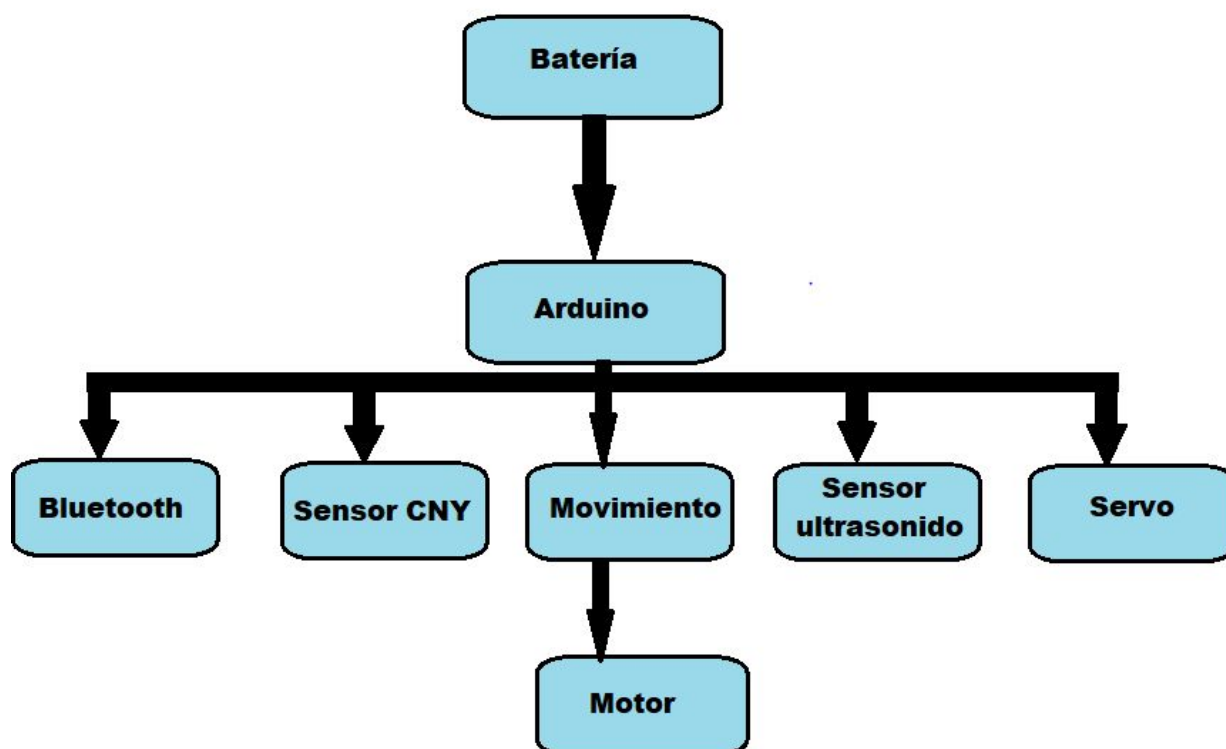 Batería
Arduino
Bluetooth
Sensor CNY
Movimiento
Sensor
ultrasonido
Servo
Motor